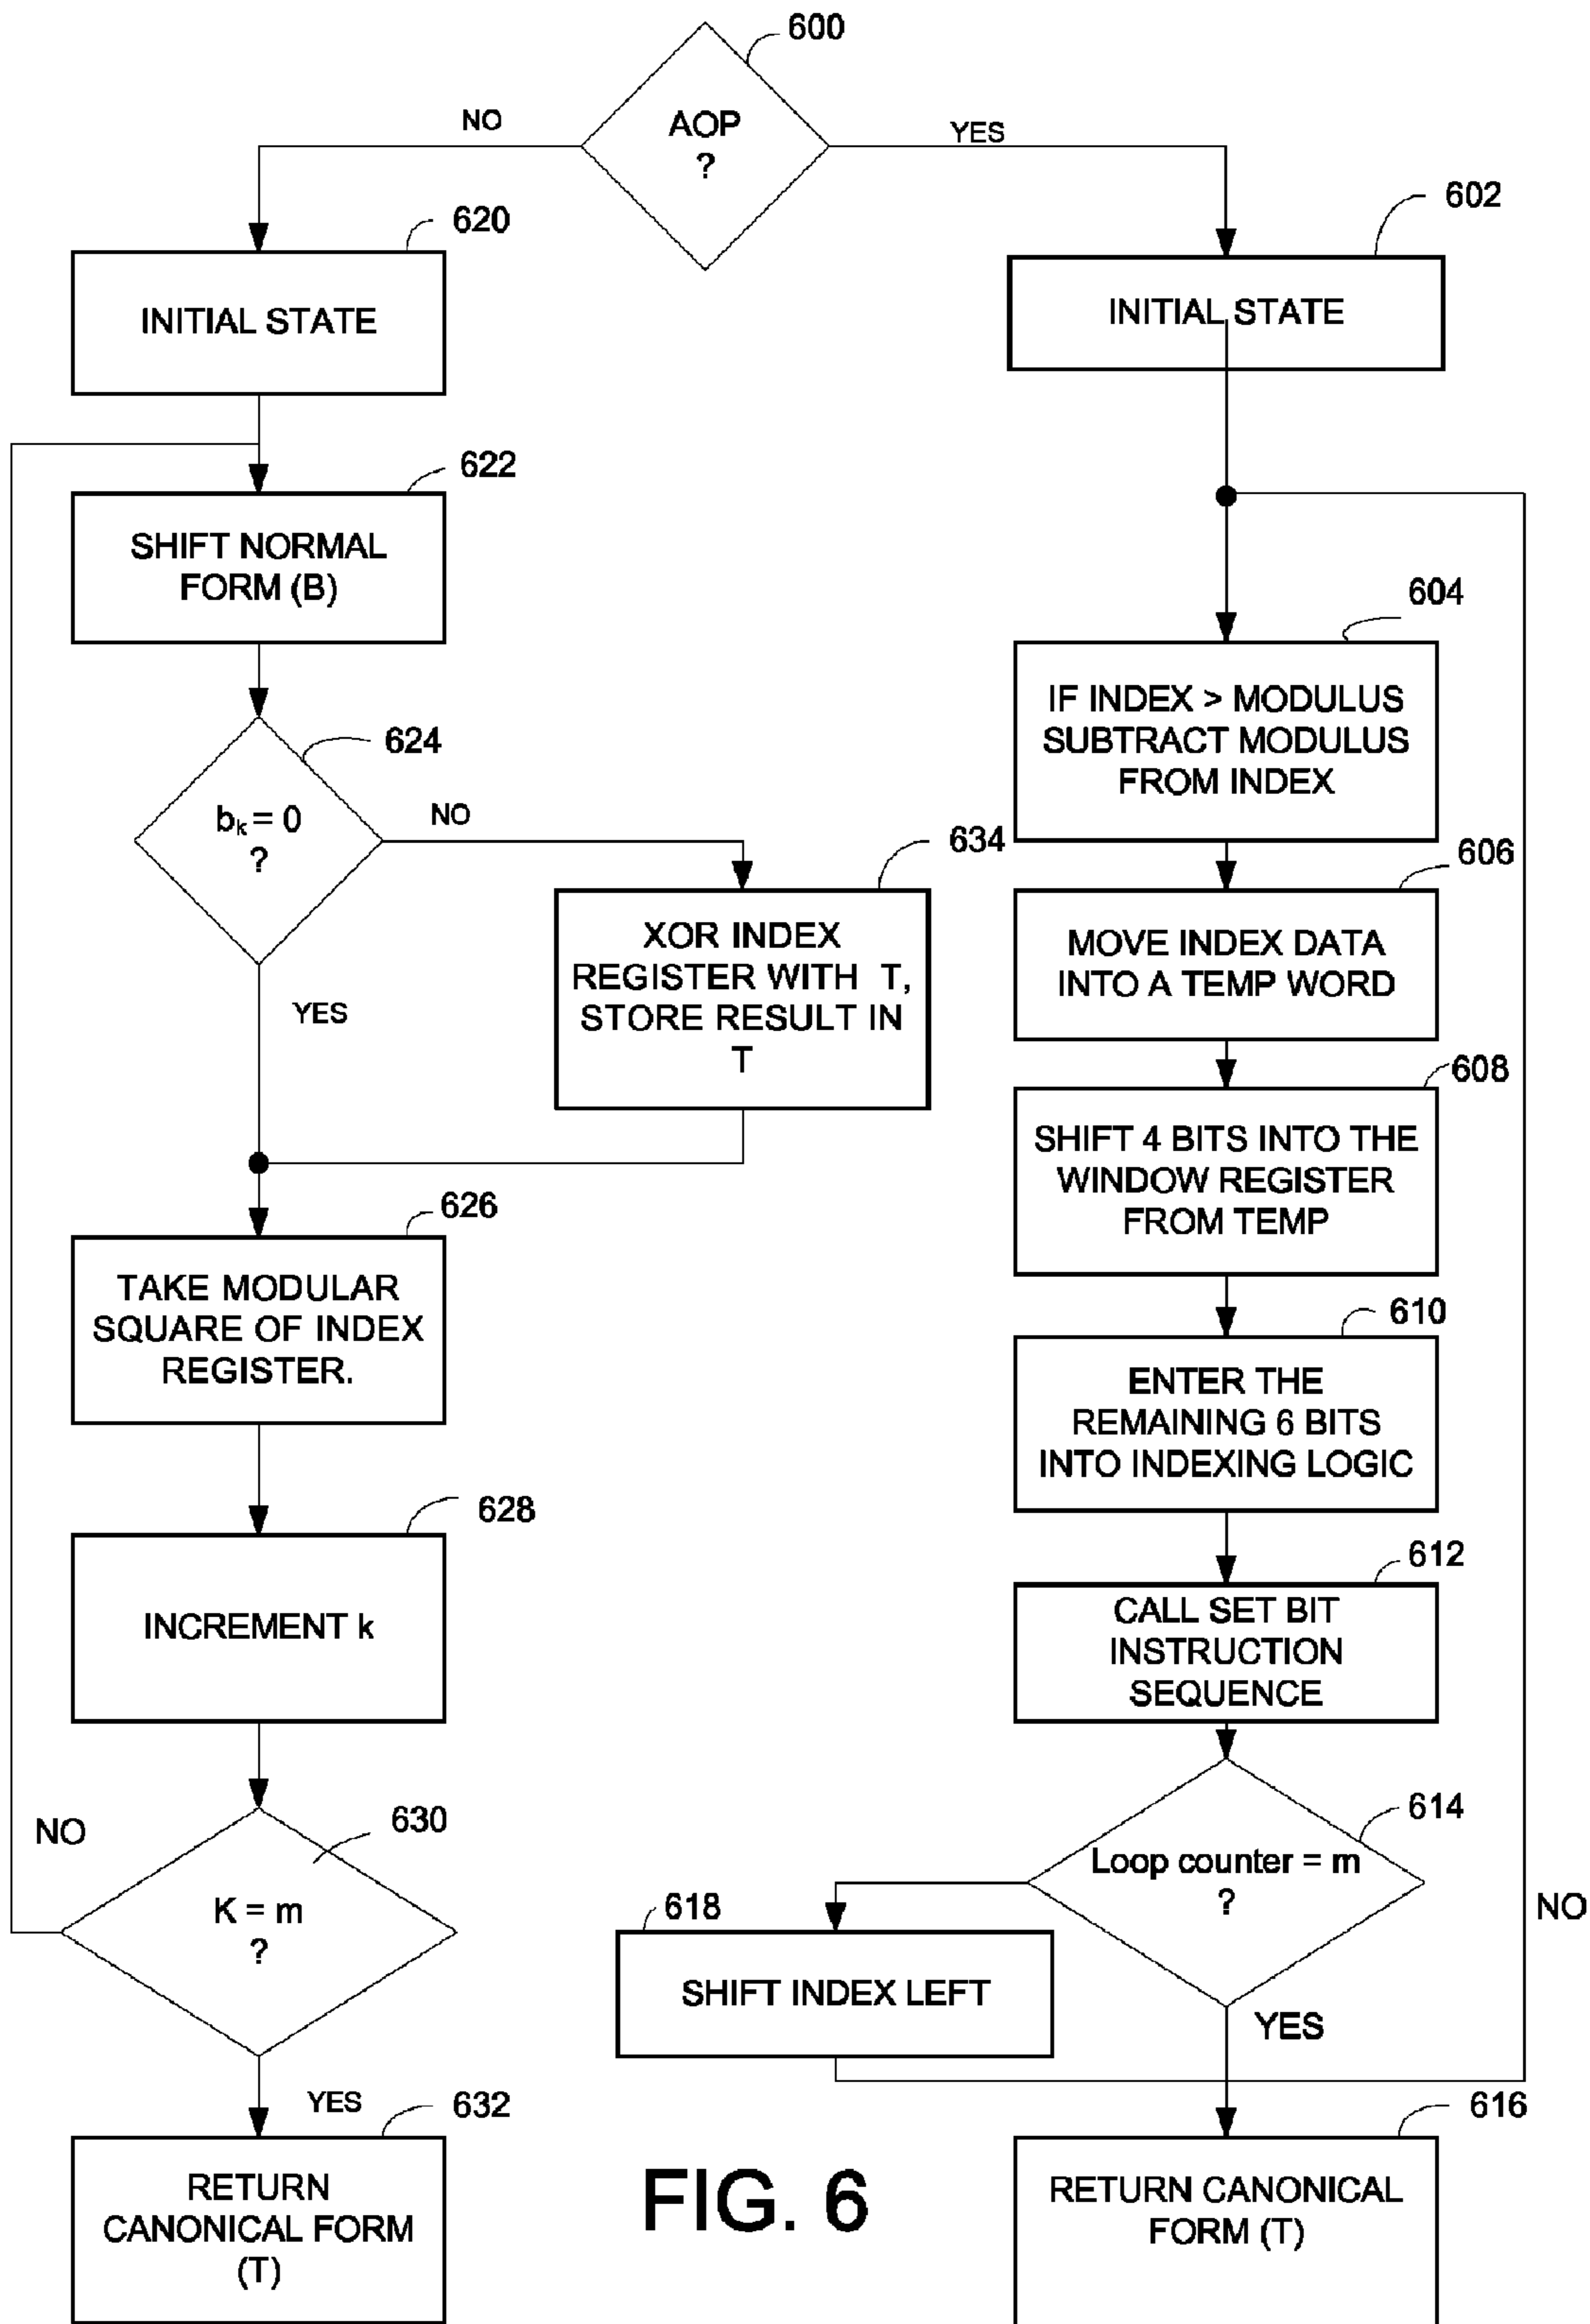 600
AOP
?
NO
YES
620
INITIAL STATE
602
INITIAL STATE
622
SHIFT NORMAL
FORM (B)
624
bk = 0
?
NO
YES
634
XOR INDEX
REGISTER WITH T,
STORE RESULT IN
T
626
TAKE MODULAR
SQUARE OF INDEX
REGISTER.
628
INCREMENT k
630
K = m
?
NO
YES
632
RETURN
CANONICAL FORM
(T)
604
IF INDEX > MODULUS
SUBTRACT MODULUS
FROM INDEX
606
MOVE INDEX DATA
INTO A TEMP WORD
608
SHIFT 4 BITS INTO THE
WINDOW REGISTER
FROM TEMP
610
ENTER THE
REMAINING 6 BITS
INTO INDEXING LOGIC
612
CALL SET BIT
INSTRUCTION
SEQUENCE
614
Loop counter = m
?
NO
618
SHIFT INDEX LEFT
YES
616
RETURN CANONICAL
FORM (T)
FIG. 6